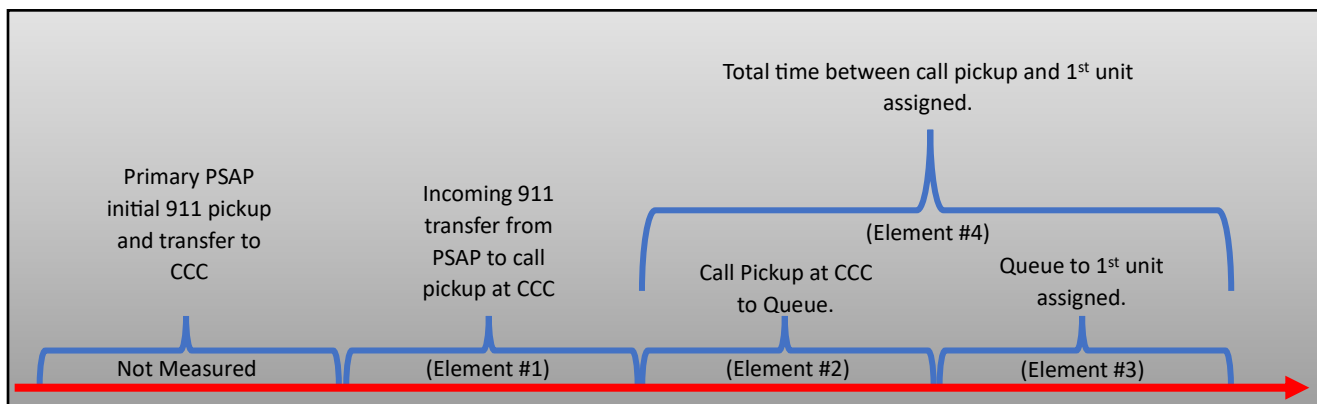 Total time between call pickup and 1st unit
assigned.
Primary PSAP
initial 911 pickup
and transfer to
CCC
Incoming 911
transfer from
PSAP to call
pickup at CCC
(Element #4)
Call Pickup at CCC
to Queue.
Queue to 1st unit
assigned.
Not Measured
(Element #1)
(Element #2)
(Element #3)